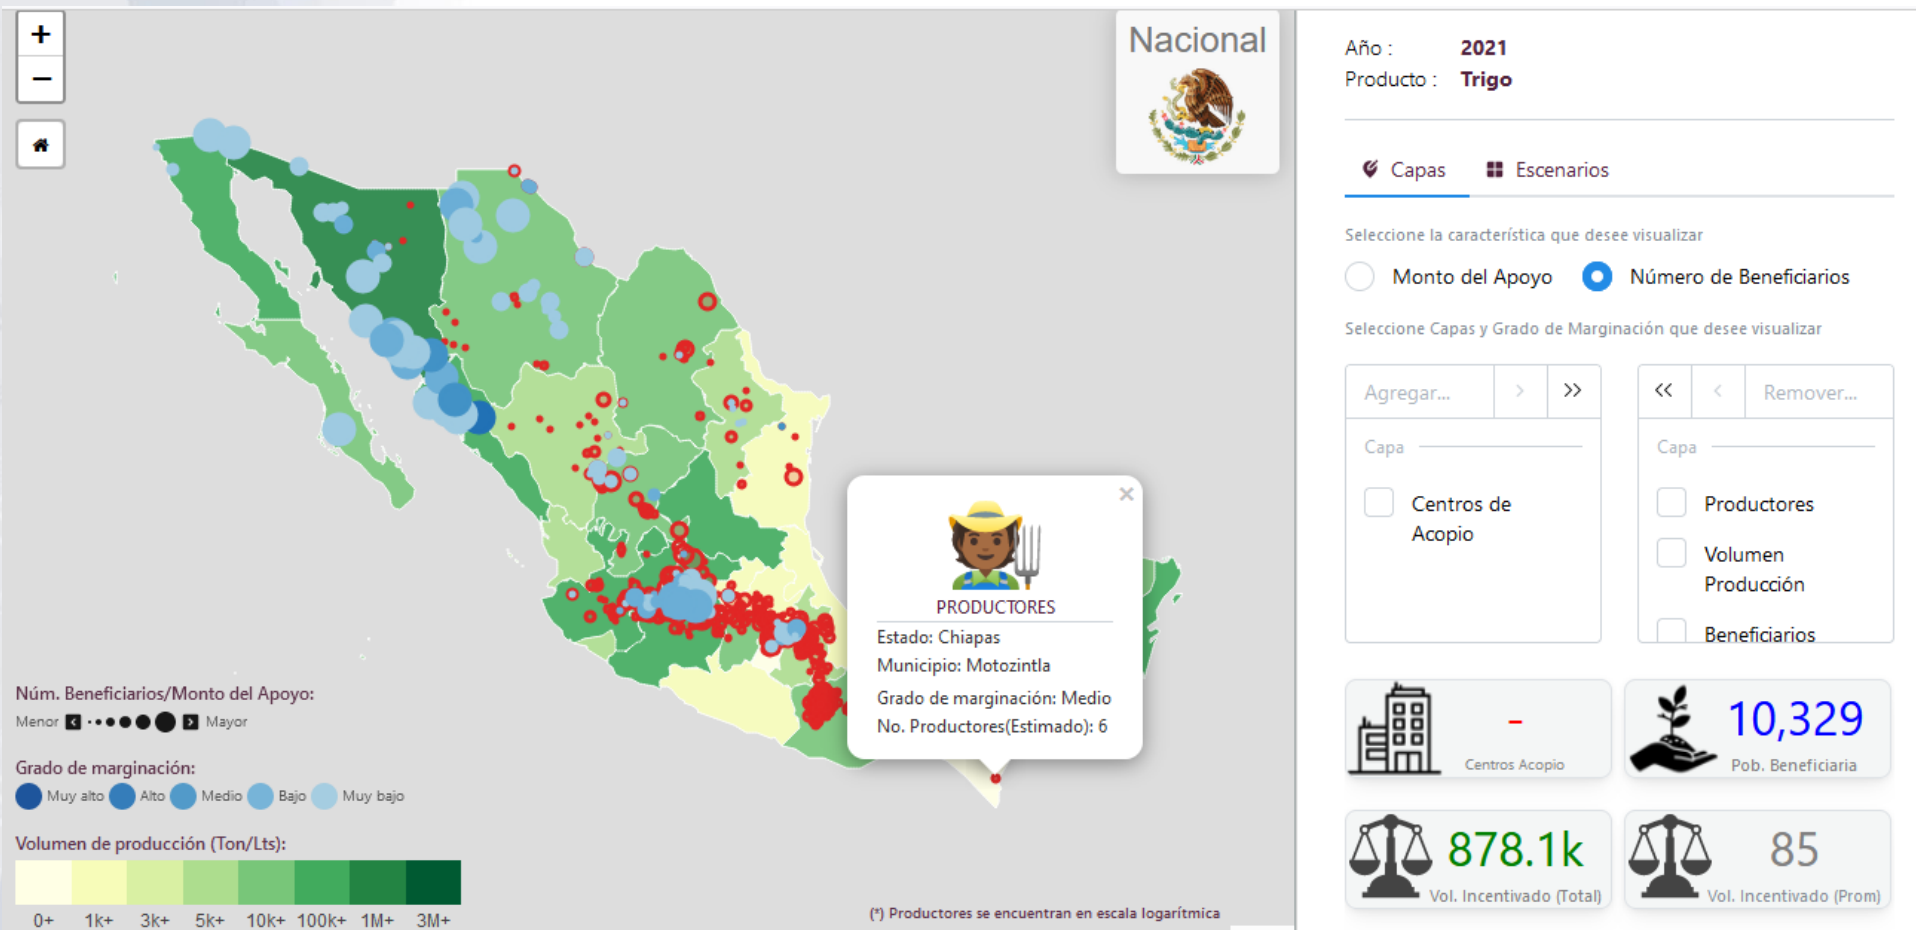 +
−
Nacional
PRODUCTORES
Estado: Chiapas
Municipio: Motozintla
Grado de marginación: Medio
No. Productores(Estimado): 6
×
Núm. Beneficiarios/Monto del Apoyo:
Menor Mayor
Grado de marginación:
Muy alto Alto Medio Bajo Muy bajo
Volumen de producción (Ton/Lts):
0+ 1k+ 3k+ 5k+ 10k+ 100k+ 1M+ 3M+
(*) Productores se encuentran en escala logarítmica
Año : 2021
Producto : Trigo
Capas Escenarios
Seleccione la característica que desee visualizar
Monto del Apoyo Número de Beneficiarios
Seleccione Capas y Grado de Marginación que desee visualizar
Agregar... > >>
Capa
Centros de
Acopio
<< < Remover...
Capa
Productores
Volumen
Producción
Beneficiarios
-
Centros Acopio
10,329
Pob. Beneficiaria
878.1k
Vol. Incentivado (Total)
85
Vol. Incentivado (Prom)